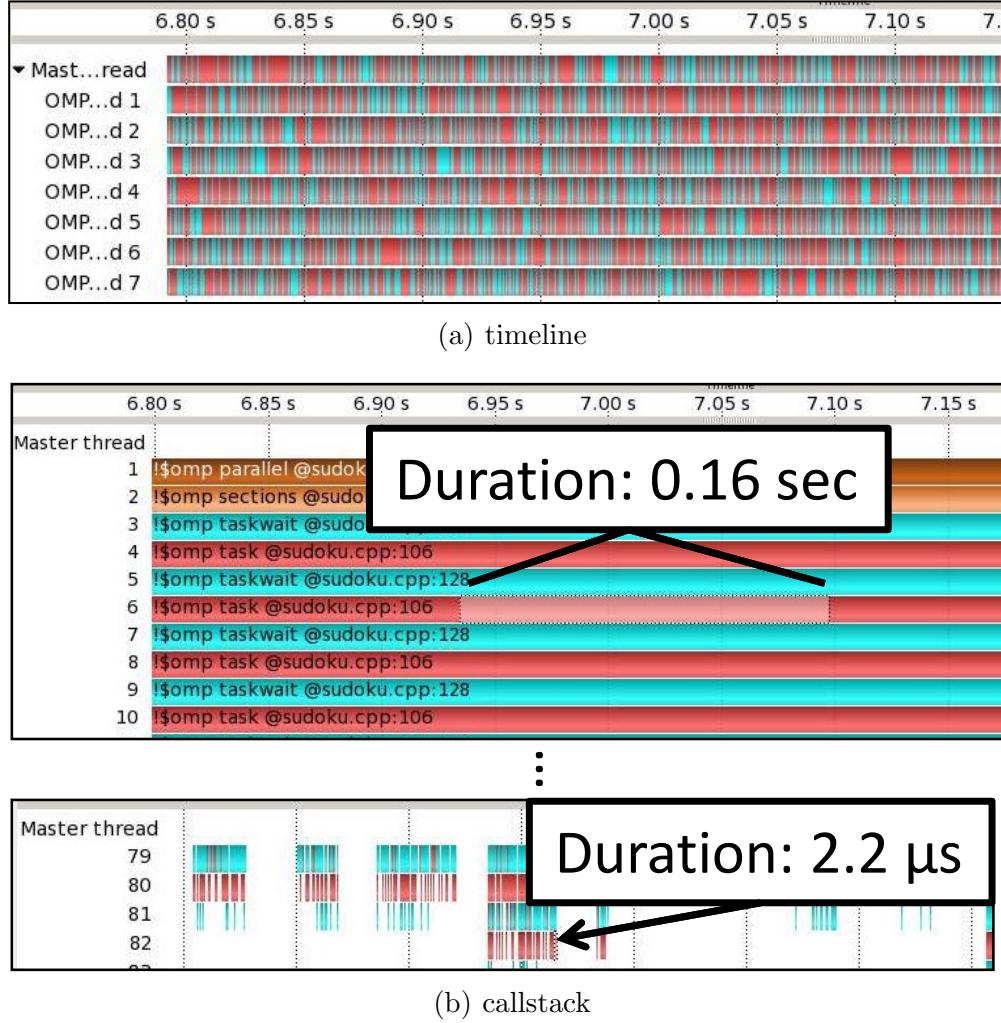 6.80 s 6.85 s 6.90 s 6.95 s 7.00 s 7.05 s 7.10 s 7.
Mast...read
OMP...d 1
OMP...d 2
OMP...d 3
OMP...d 4
OMP...d 5
OMP...d 6
OMP...d 7
(a) timeline
6.80 s 6.85 s 6.90 s 6.95 s 7.00 s 7.05 s 7.10 s 7.15 s
Master thread
1 !$omp parallel @sudok
Duration: 0.16 sec
2 !$omp sections @sudo
3 !$omp taskwait @sudo
4 !$omp task @sudoku.cpp:106
5 !$omp taskwait @sudoku.cpp:128
6 !$omp task @sudoku.cpp:106
7 !$omp taskwait @sudoku.cpp:128
8 !$omp task @sudoku.cpp:106
9 !$omp taskwait @sudoku.cpp:128
10 !$omp task @sudoku.cpp:106
Master thread
79
Duration: 2.2 µs
80
81
82
(b) callstack